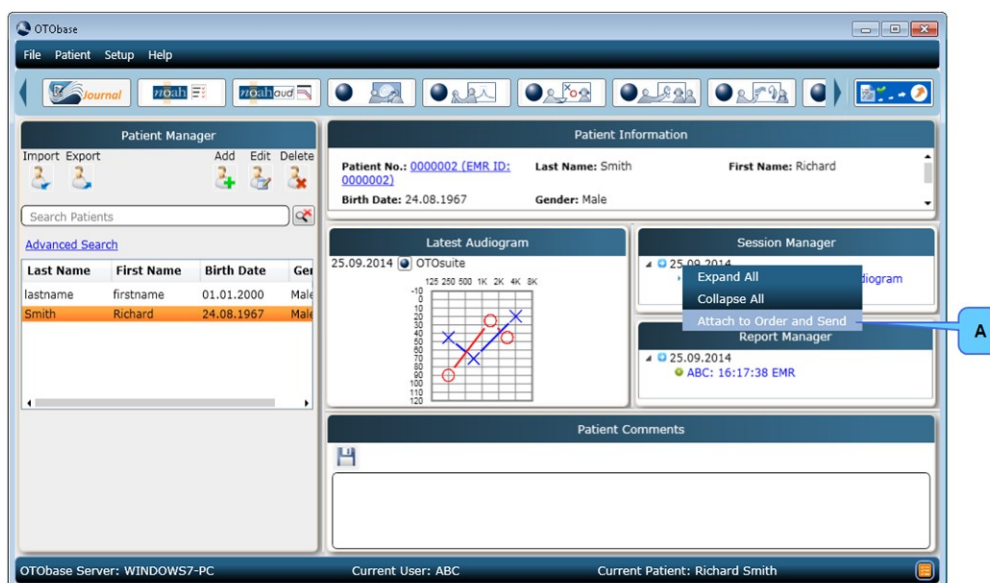 OTObase
File Patient Setup Help
Journal noah noah aud
Patient Manager
Import Export Add Edit Delete
Search Patients
Advanced Search
Last Name First Name Birth Date Gen
lastname firstname 01.01.2000 Male
Smith Richard 24.08.1967 Male
Patient Information
Patient No.: 0000002 (EMR ID: Last Name: Smith First Name: Richard
0000002)
Birth Date: 24.08.1967 Gender: Male
Latest Audiogram
25.09.2014 OTOsuite
125 250 500 1K 2K 4K 8K
-10
0
10
20
30
40
50
60
70
80
90
100
110
120
Session Manager
25.09.2014
diogram
Expand All
Collapse All
Attach to Order and Send
A
Report Manager
25.09.2014
ABC: 16:17:38 EMR
Patient Comments
OTObase Server: WINDOWS7-PC Current User: ABC Current Patient: Richard Smith